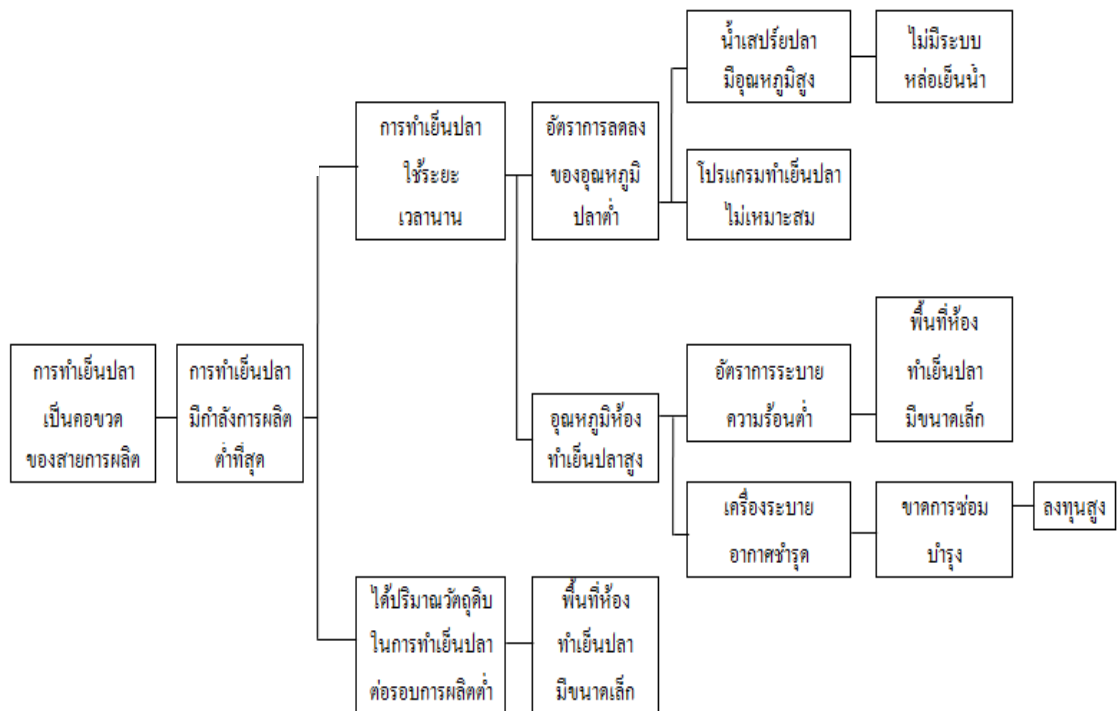 น้ำเสปร์ยปลา
มีอุณหภูมิสูง
ไม่มีระบบ
หล่อเย็นน้ำ
การทำเย็นปลา
ใช้ระยะ
เวลานาน
อัตราการลดลง
ของอุณหภูมิ
ปลาต่ำ
โปรแกรมทำเย็นปลา
ไม่เหมาะสม
การทำเย็นปลา
เป็นคอขวด
ของสายการผลิต
การทำเย็นปลา
มีกำลังการผลิต
ต่ำที่สุด
อุณหภูมิห้อง
ทำเย็นปลาสูง
อัตราการระบาย
ความร้อนต่ำ
พื้นที่ห้อง
ทำเย็นปลา
มีขนาดเล็ก
เครื่องระบาย
อากาศชำรุด
ขาดการซ่อม
บำรุง
ลงทุนสูง
ได้ปริมาณวัตถุดิบ
ในการทำเย็นปลา
ต่อรอบการผลิตต่ำ
พื้นที่ห้อง
ทำเย็นปลา
มีขนาดเล็ก